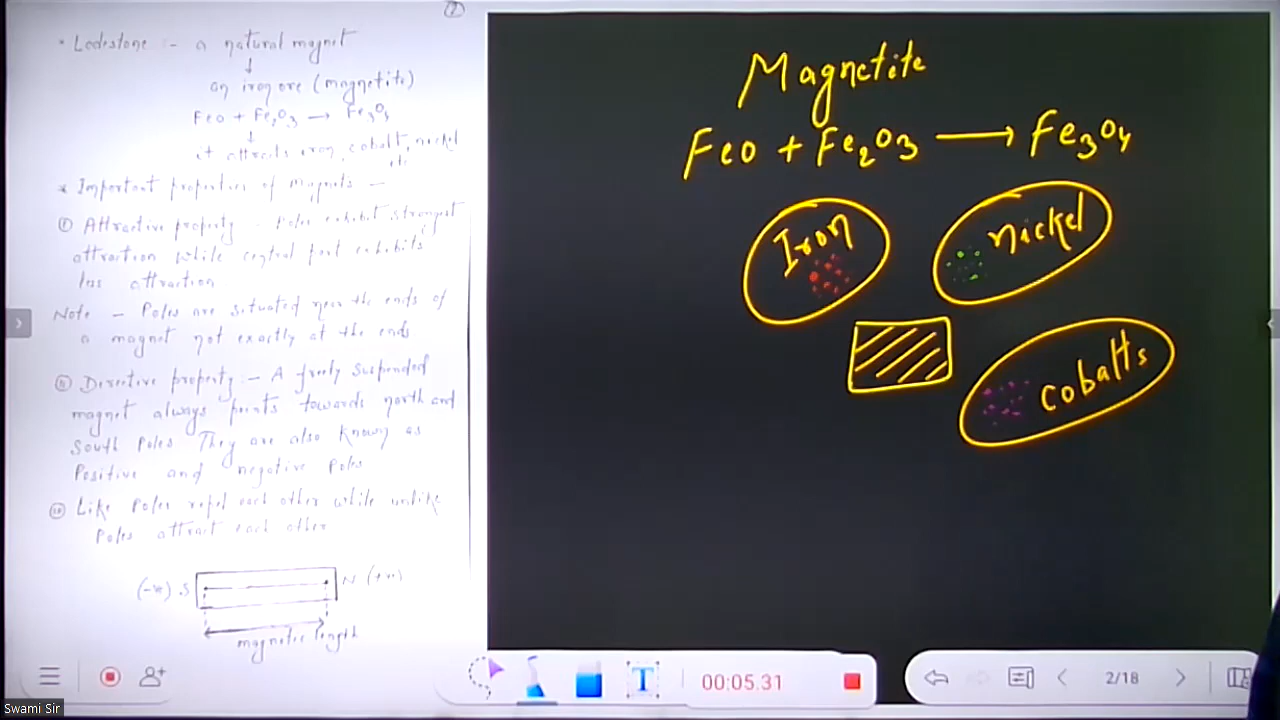 2
* Lodestone :- a natural magnet
↓
an iron ore (magnetite)
FeO + Fe2O3 → Fe3O4
↓
it attracts iron, cobalt, nickel
etc
* Important properties of Magnets -
① Attractive property - Poles exhibit strongest
attraction while central part exhibits
less attraction
Note - Poles are situated near the ends of
a magnet not exactly at the ends
② Directive property :- A freely suspended
magnet always points towards north and
South Poles They are also known as
Positive and negative Poles
③ Like Poles repel each other while unlike
Poles attract each other
(-ve) S N (+ve)
magnetic length
Magnetite
FeO + Fe2O3 → Fe3O4
Iron
nickel
cobalts
T
00:05.31
2/18
Swami Sir